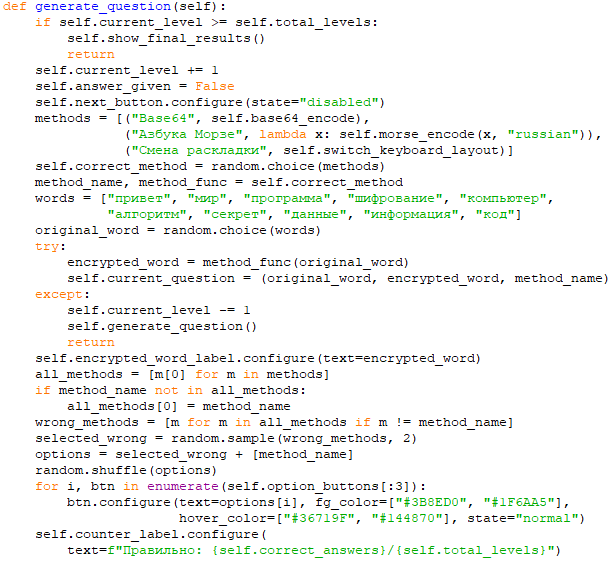 def generate_question(self):
    if self.current_level >= self.total_levels:
        self.show_final_results()
        return
    self.current_level += 1
    self.answer_given = False
    self.next_button.configure(state="disabled")
    methods = [("Base64", self.base64_encode),
               ("Азбука Морзе", lambda x: self.morse_encode(x, "russian")),
               ("Смена раскладки", self.switch_keyboard_layout)]
    self.correct_method = random.choice(methods)
    method_name, method_func = self.correct_method
    words = ["привет", "мир", "программа", "шифрование", "компьютер",
             "алгоритм", "секрет", "данные", "информация", "код"]
    original_word = random.choice(words)
    try:
        encrypted_word = method_func(original_word)
        self.current_question = (original_word, encrypted_word, method_name)
    except:
        self.current_level -= 1
        self.generate_question()
        return
    self.encrypted_word_label.configure(text=encrypted_word)
    all_methods = [m[0] for m in methods]
    if method_name not in all_methods:
        all_methods[0] = method_name
    wrong_methods = [m for m in all_methods if m != method_name]
    selected_wrong = random.sample(wrong_methods, 2)
    options = selected_wrong + [method_name]
    random.shuffle(options)
    for i, btn in enumerate(self.option_buttons[:3]):
        btn.configure(text=options[i], fg_color=["#3B8ED0", "#1F6AA5"],
                      hover_color=["#36719F", "#144870"], state="normal")
    self.counter_label.configure(
        text=f"Правильно: {self.correct_answers}/{self.total_levels}")